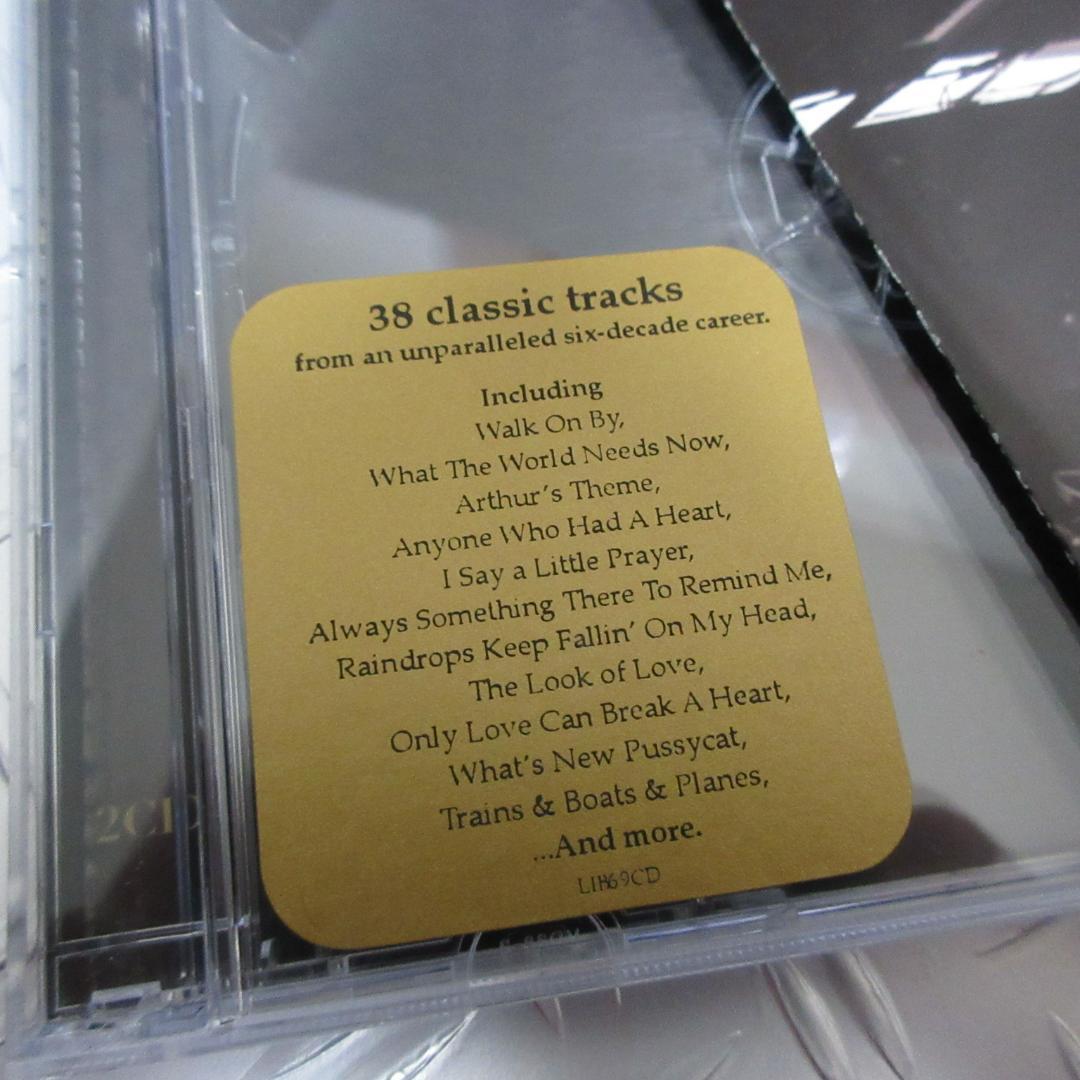 38 classic tracks
from an unparalleled six-decade career.
Including
Walk On By,
What The World Needs Now,
Arthur's Theme,
Anyone Who Had A Heart,
I Say a Little Prayer,
Always Something There To Remind Me,
Raindrops Keep Fallin' On My Head,
The Look of Love,
Only Love Can Break A Heart,
What's New Pussycat,
Trains & Boats & Planes,
...And more.
LIB69CD
2CD